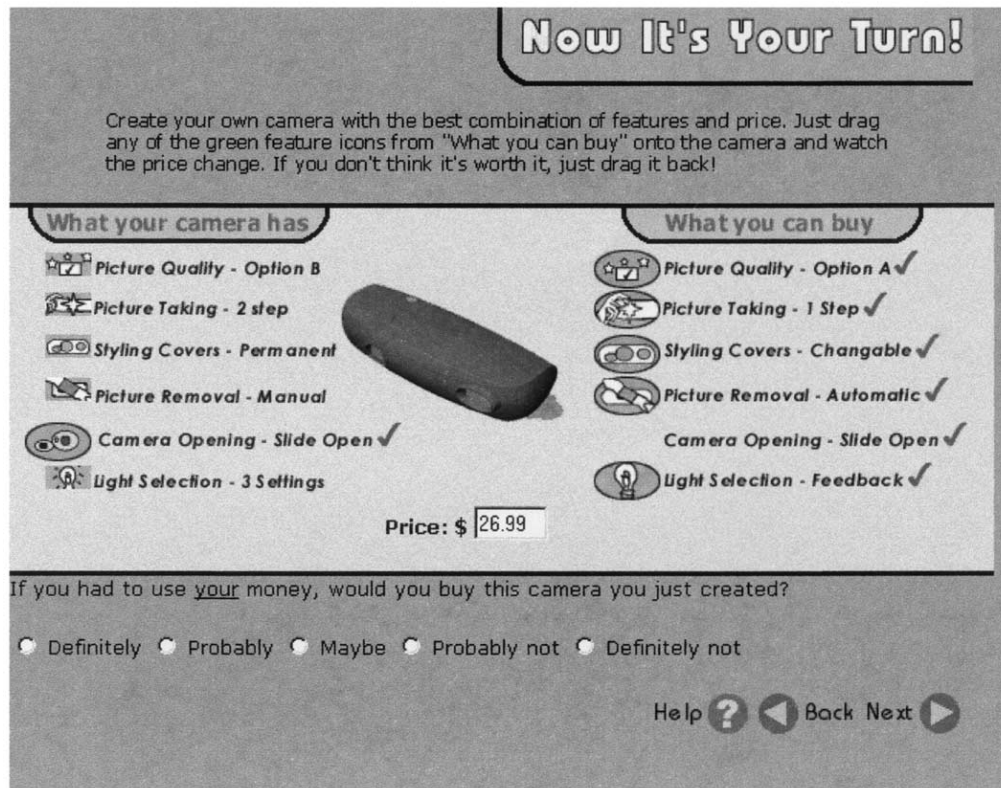 Now It's Your Turn!
Create your own camera with the best combination of features and price. Just drag
any of the green feature icons from "What you can buy" onto the camera and watch
the price change. If you don't think it's worth it, just drag it back!
What your camera has
Picture Quality - Option B
Picture Taking - 2 step
Styling Covers - Permanent
Picture Removal - Manual
Camera Opening - Slide Open
Light Selection - 3 Settings
What you can buy
Picture Quality - Option A
Picture Taking - 1 Step
Styling Covers - Changable
Picture Removal - Automatic
Camera Opening - Slide Open
Light Selection - Feedback
Price: $ 26.99
If you had to use your money, would you buy this camera you just created?
Definitely Probably Maybe Probably not Definitely not
Help ? Back Next